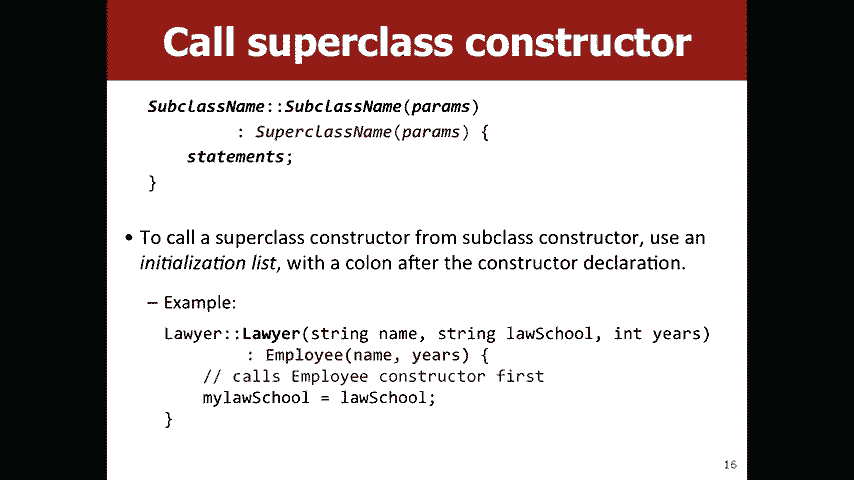 Call superclass constructor
SubclassName::SubclassName(params)
: SuperclassName(params) {
statements;
}
• To call a superclass constructor from subclass constructor, use an
initialization list, with a colon after the constructor declaration.
– Example:
Lawyer::Lawyer(string name, string lawSchool, int years)
: Employee(name, years) {
// calls Employee constructor first
mylawSchool = lawSchool;
}
16